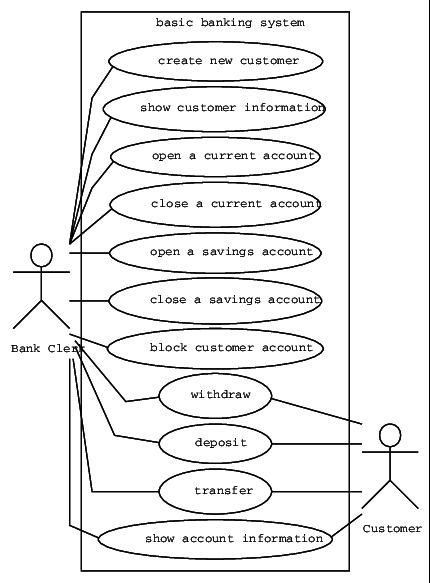 basic banking system
create new customer
show customer information
open a current account
close a current account
open a savings account
close a savings account
Bank Clerk
block customer account
withdraw
deposit
transfer
Customer
show account information